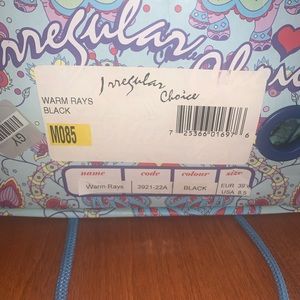 Irregular
WARM RAYS
BLACK
Irregular
Choice
M085
7 25366 01697 6
name code colour size
Warm Rays 3921-22A BLACK EUR 39
USA 8.5